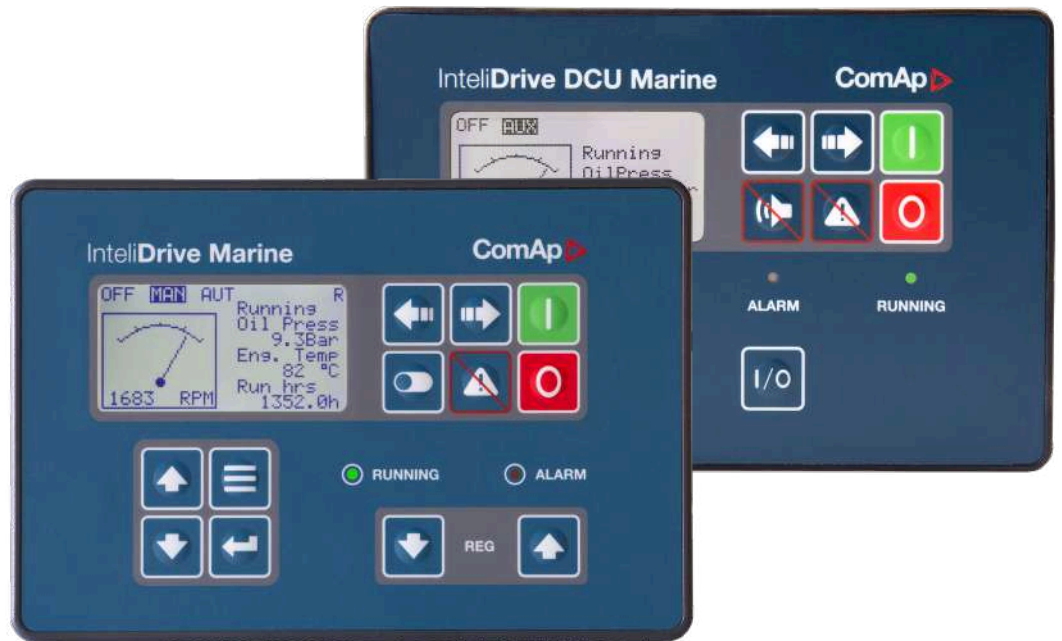 InteliDrive DCU Marine
ComAp
OFF AUX
Running
OilPress
ALARM
RUNNING
I/O
InteliDrive Marine
ComAp
OFF MAN AUT R
Running
Oil Press
9.3Bar
Eng. Temp
82 °C
Run hrs
1352.0h
1683 RPM
RUNNING
ALARM
REG